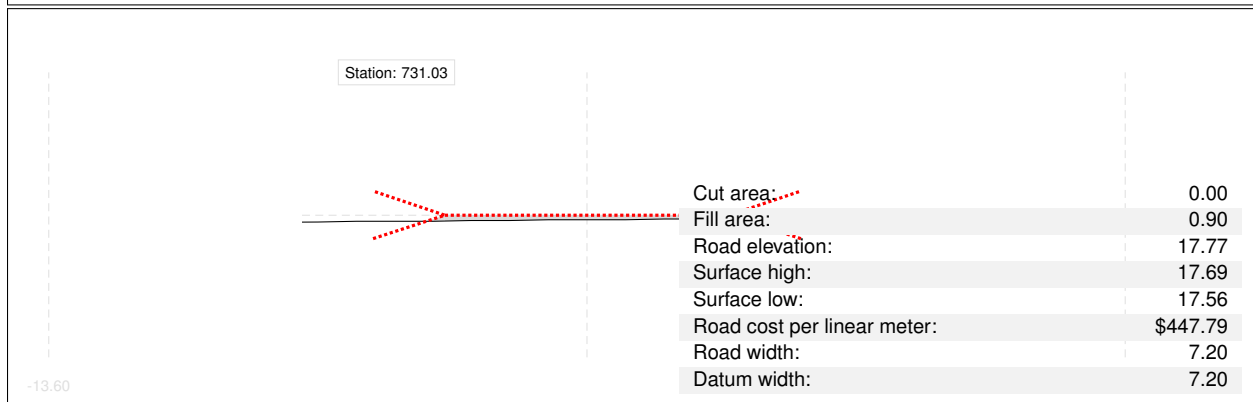 Station: 731.03
Cut area: 0.00
Fill area: 0.90
Road elevation: 17.77
Surface high: 17.69
Surface low: 17.56
Road cost per linear meter: $447.79
Road width: 7.20
Datum width: 7.20
-13.60